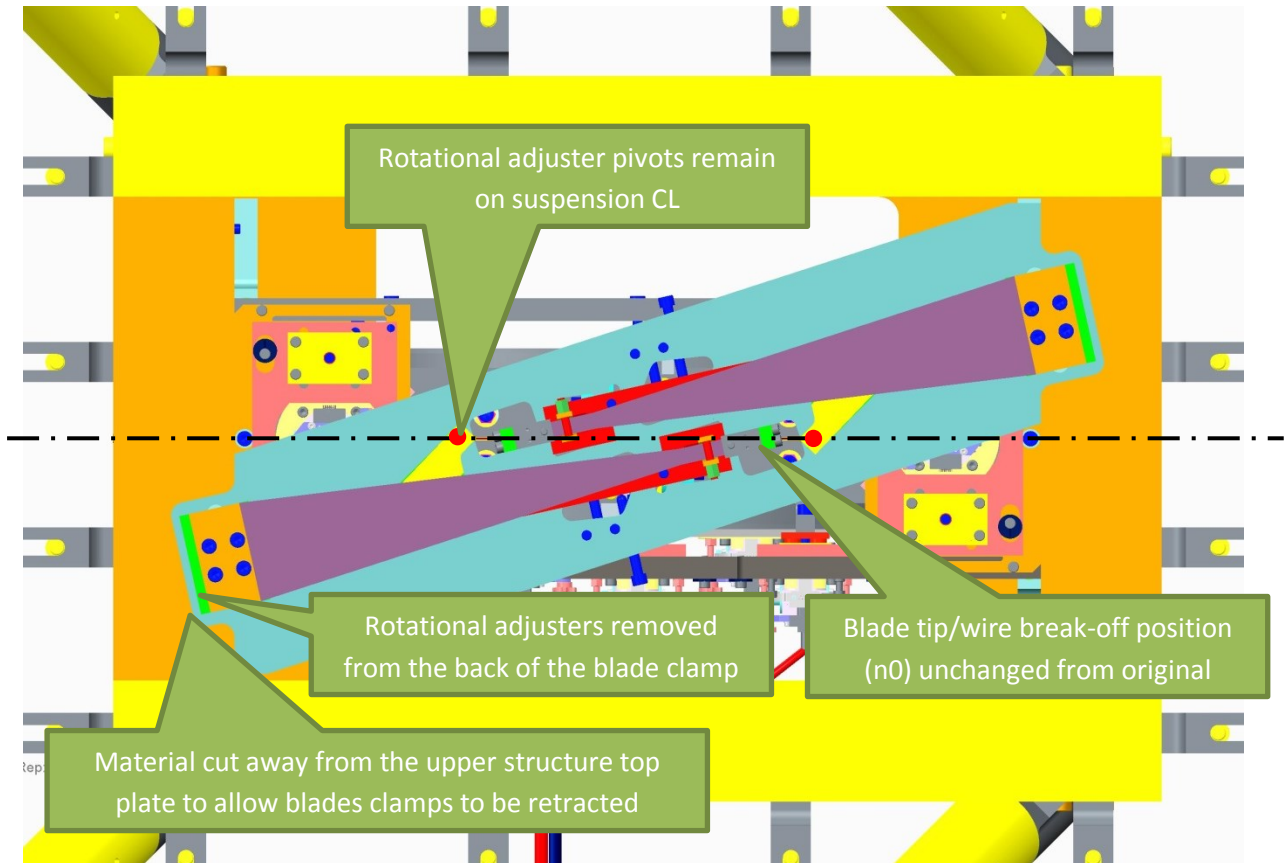 Rotational adjuster pivots remain
on suspension CL
Rotational adjusters removed
from the back of the blade clamp
Blade tip/wire break-off position
(n0) unchanged from original
Material cut away from the upper structure top
plate to allow blades clamps to be retracted